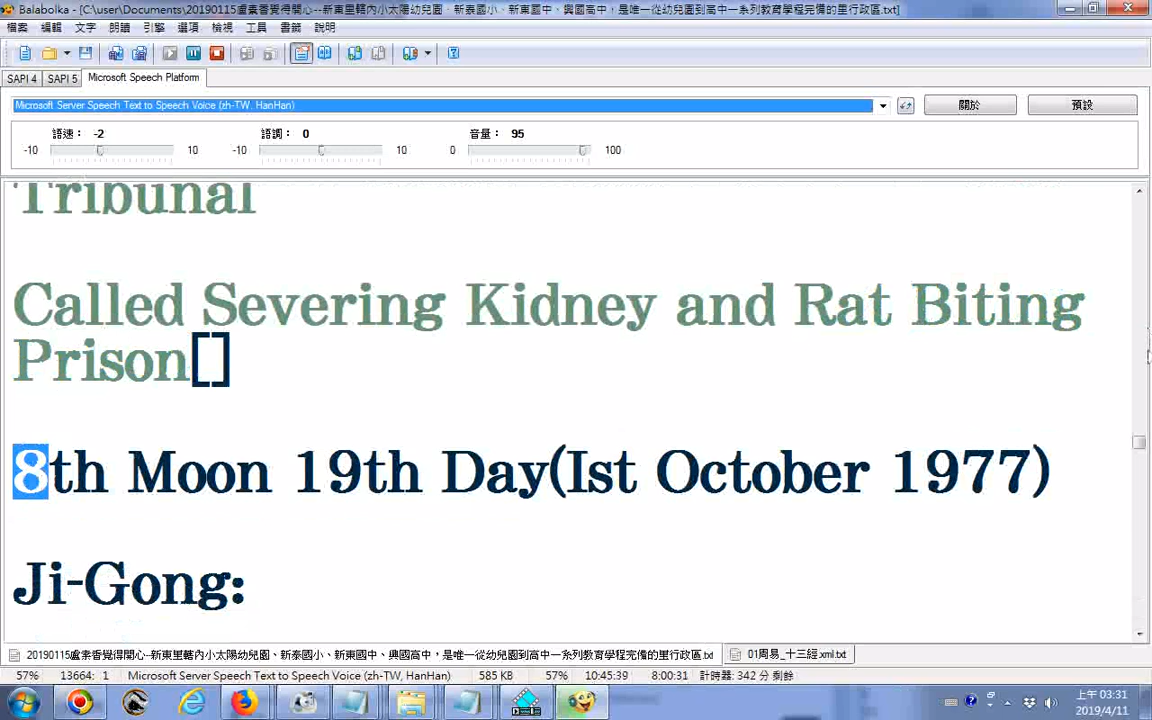 Balabolka - [C:\user\Documents\20190115盧素香覺得開心--新東里轄內小太陽幼兒園、新泰國小、新東國中、興國高中，是唯一從幼兒園到高中一系列教育學程完備的里行政區.txt]
檔案 編輯 文字 朗讀 引擎 選項 檢視 工具 書籤 說明
SAPI 4 SAPI 5 Microsoft Speech Platform
Microsoft Server Speech Text to Speech Voice (zh-TW, HanHan) 關於 預設
語速： -2 語調： 0 音量： 95
-10 10 -10 10 0 100
Tribunal
Called Severing Kidney and Rat Biting
Prison[]
8th Moon 19th Day(Ist October 1977)
Ji-Gong:
20190115盧素香覺得開心--新東里轄內小太陽幼兒園、新泰國小、新東國中、興國高中，是唯一從幼兒園到高中一系列教育學程完備的里行政區.txt 01周易_十三經.xml.txt
57% 13664: 1 Microsoft Server Speech Text to Speech Voice (zh-TW, HanHan) 585 KB 57% 10:45:39 8:00:31 計時器: 342 分 剩餘
上午 03:31
2019/4/11